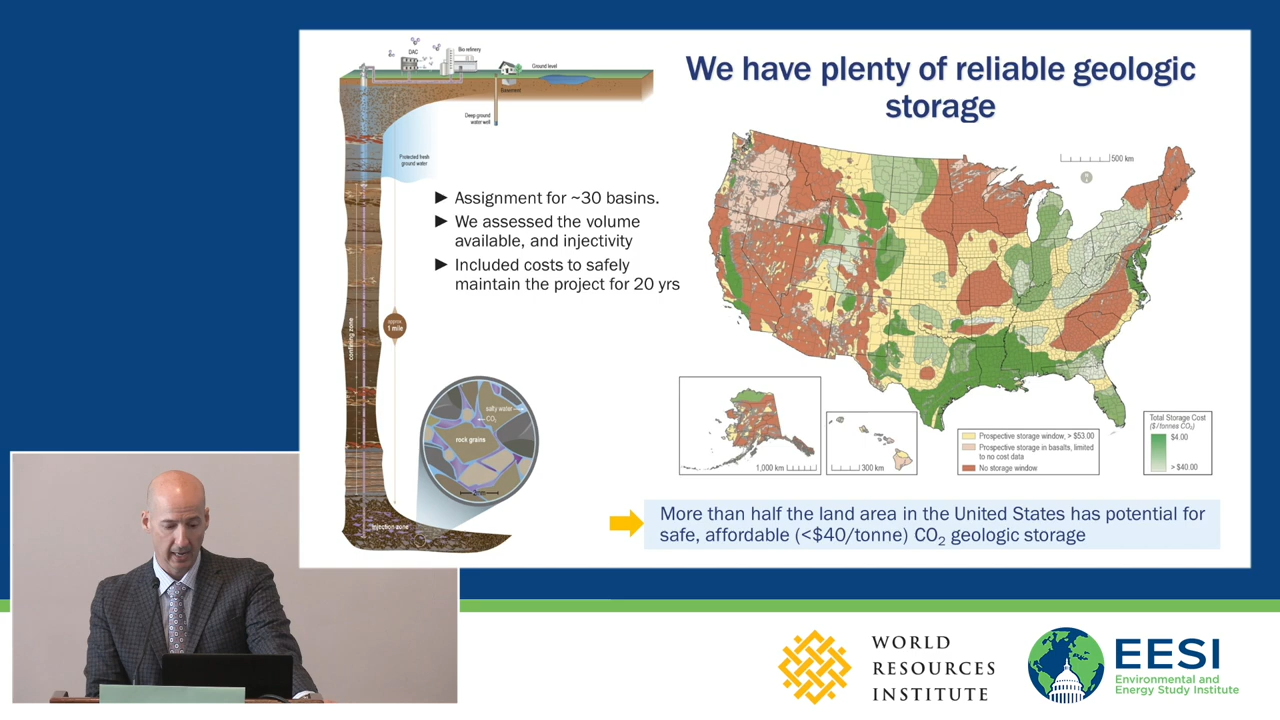 We have plenty of reliable geologic
storage
DAC
Bio refinery
Ground level
Basement
Deep ground
water well
Protected fresh
ground water
► Assignment for ~30 basins.
► We assessed the volume
available, and injectivity
► Included costs to safely
maintain the project for 20 yrs
approx.
1 mile
confining zone
salty water
CO₂
rock grains
2mm
Injection zone
500 km
1,000 km
300 km
Prospective storage window, > $53.00
Prospective storage in basalts, limited
to no cost data
No storage window
Total Storage Cost
($/tonnes CO₂)
$4.00
> $40.00
More than half the land area in the United States has potential for
safe, affordable (<$40/tonne) CO₂ geologic storage
WORLD
RESOURCES
INSTITUTE
EESI
Environmental and
Energy Study Institute